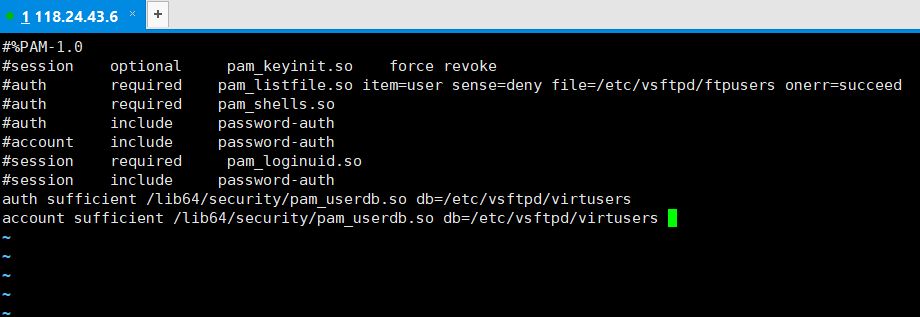 1 118.24.43.6 × +
#%PAM-1.0
#session    optional     pam_keyinit.so    force revoke
#auth       required    pam_listfile.so item=user sense=deny file=/etc/vsftpd/ftpusers onerr=succeed
#auth       required    pam_shells.so
#auth       include     password-auth
#account    include     password-auth
#session    required     pam_loginuid.so
#session    include     password-auth
auth sufficient /lib64/security/pam_userdb.so db=/etc/vsftpd/virtusers
account sufficient /lib64/security/pam_userdb.so db=/etc/vsftpd/virtusers
~
~
~
~
~